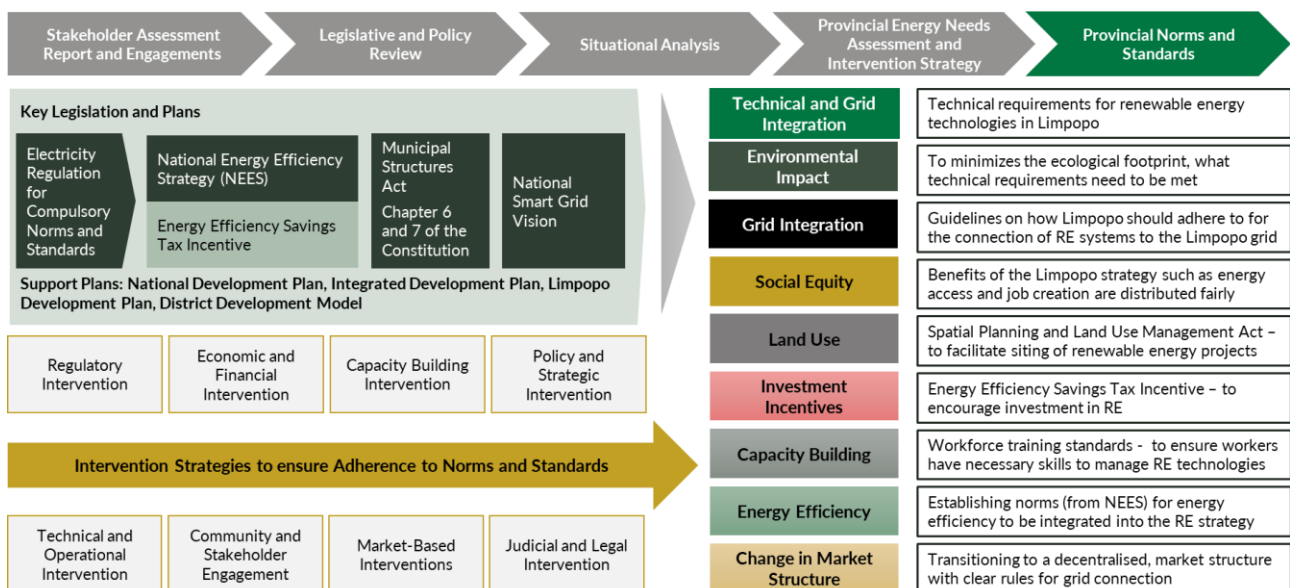 Stakeholder Assessment
Report and Engagements
Legislative and Policy
Review
Situational Analysis
Provincial Energy Needs
Assessment and
Intervention Strategy
Provincial Norms and
Standards
Key Legislation and Plans
Electricity
Regulation
for
Compulsory
Norms and
Standards
National Energy Efficiency
Strategy (NEES)
Energy Efficiency Savings
Tax Incentive
Municipal
Structures
Act
Chapter 6
and 7 of the
Constitution
National
Smart Grid
Vision
Support Plans: National Development Plan, Integrated Development Plan, Limpopo
Development Plan, District Development Model
Regulatory
Intervention
Economic and
Financial
Intervention
Capacity Building
Intervention
Policy and
Strategic
Intervention
Intervention Strategies to ensure Adherence to Norms and Standards
Technical and
Operational
Intervention
Community and
Stakeholder
Engagement
Market-Based
Interventions
Judicial and Legal
Intervention
Technical and Grid
Integration
Technical requirements for renewable energy
technologies in Limpopo
Environmental
Impact
To minimizes the ecological footprint, what
technical requirements need to be met
Grid Integration
Guidelines on how Limpopo should adhere to for
the connection of RE systems to the Limpopo grid
Social Equity
Benefits of the Limpopo strategy such as energy
access and job creation are distributed fairly
Land Use
Spatial Planning and Land Use Management Act –
to facilitate siting of renewable energy projects
Investment
Incentives
Energy Efficiency Savings Tax Incentive – to
encourage investment in RE
Capacity Building
Workforce training standards - to ensure workers
have necessary skills to manage RE technologies
Energy Efficiency
Establishing norms (from NEES) for energy
efficiency to be integrated into the RE strategy
Change in Market
Structure
Transitioning to a decentralised, market structure
with clear rules for grid connection